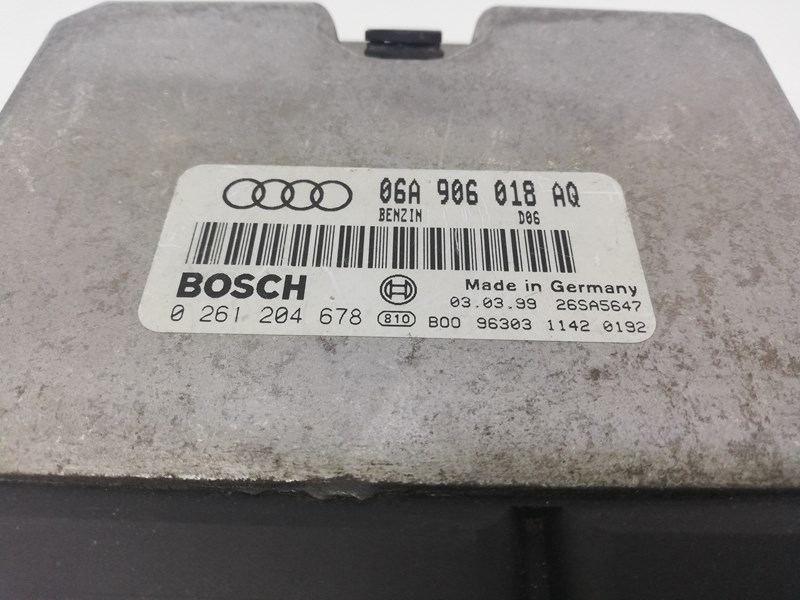 06A 906 018 AQ
BENZIN D06
BOSCH
Made in Germany
03.03.99 26SA5647
0 261 204 678 810 B00 96303 1142 0192